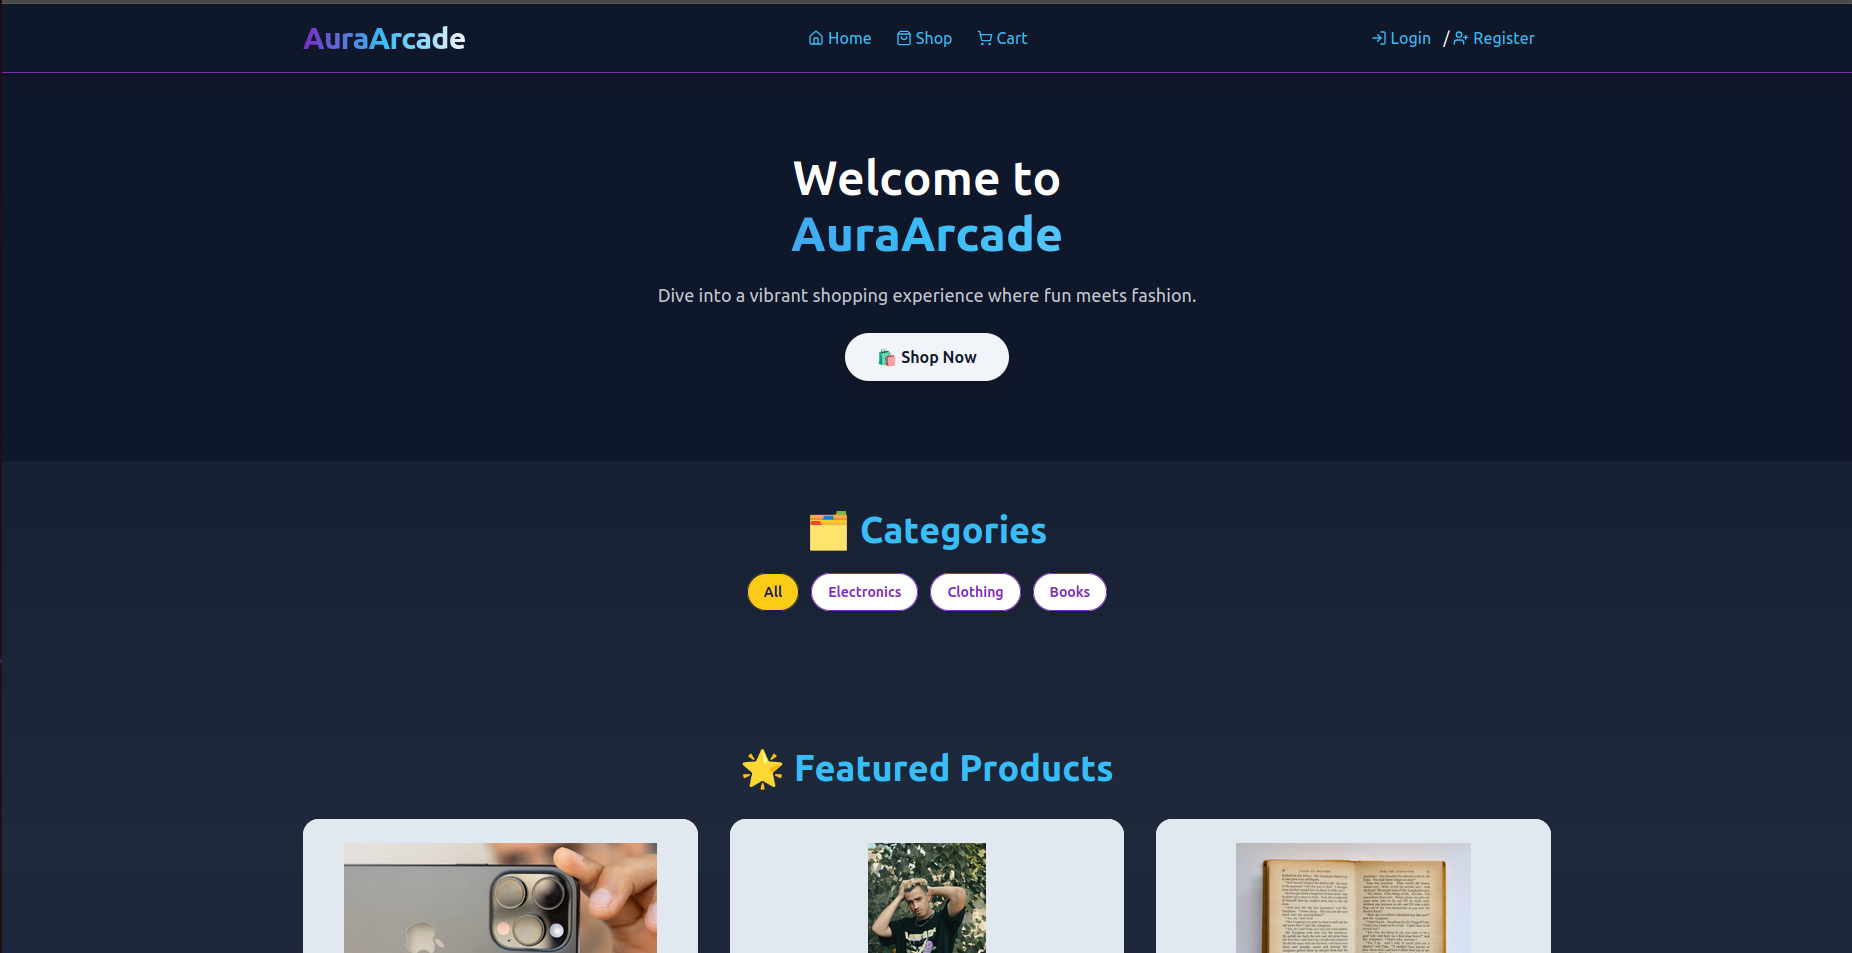 AuraArcade
Home Shop Cart
Login / Register
Welcome to
AuraArcade
Dive into a vibrant shopping experience where fun meets fashion.
Shop Now
Categories
All Electronics Clothing Books
Featured Products